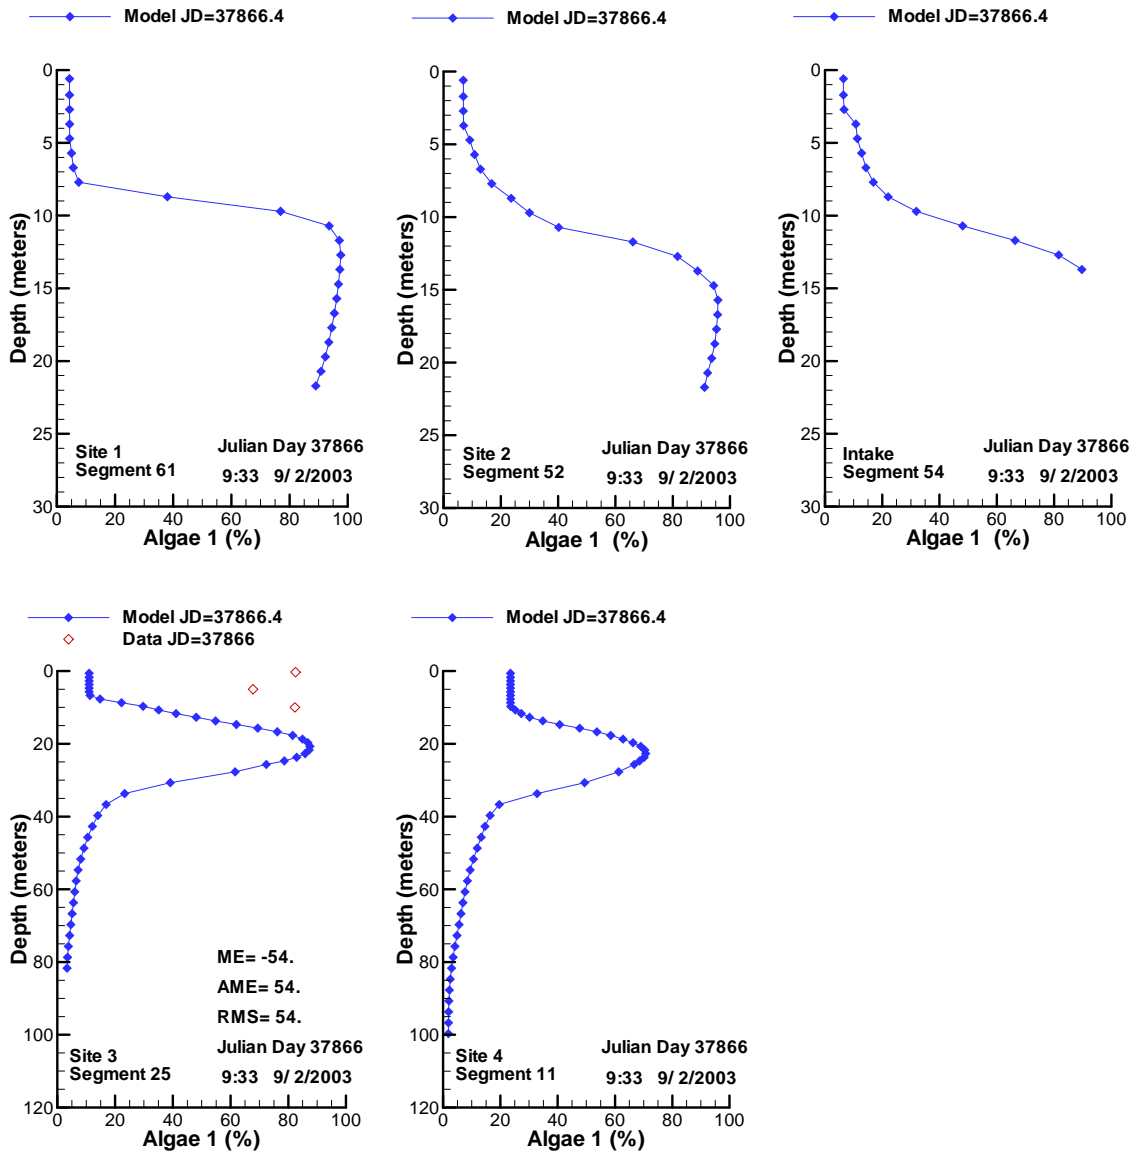 Model JD=37866.4
0
5
10
15
20
25
30
0 20 40 60 80 100
Depth (meters)
Algae 1 (%)
Site 1
Segment 61
Julian Day 37866
9:33 9/ 2/2003
Model JD=37866.4
0
5
10
15
20
25
30
0 20 40 60 80 100
Depth (meters)
Algae 1 (%)
Site 2
Segment 52
Julian Day 37866
9:33 9/ 2/2003
Model JD=37866.4
0
5
10
15
20
25
30
0 20 40 60 80 100
Depth (meters)
Algae 1 (%)
Intake
Segment 54
Julian Day 37866
9:33 9/ 2/2003
Model JD=37866.4
Data JD=37866
0
20
40
60
80
100
120
0 20 40 60 80 100
Depth (meters)
Algae 1 (%)
ME= -54.
AME= 54.
RMS= 54.
Site 3
Segment 25
Julian Day 37866
9:33 9/ 2/2003
Model JD=37866.4
0
20
40
60
80
100
120
0 20 40 60 80 100
Depth (meters)
Algae 1 (%)
Site 4
Segment 11
Julian Day 37866
9:33 9/ 2/2003